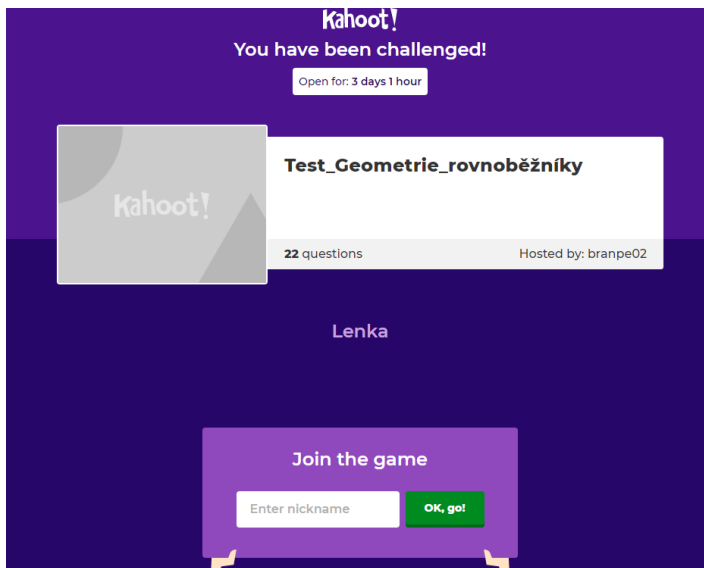 Kahoot!
You have been challenged!
Open for: 3 days 1 hour
Kahoot!
Test_Geometrie_rovnoběžníky
22 questions
Hosted by: branpe02
Lenka
Join the game
Enter nickname
OK, go!